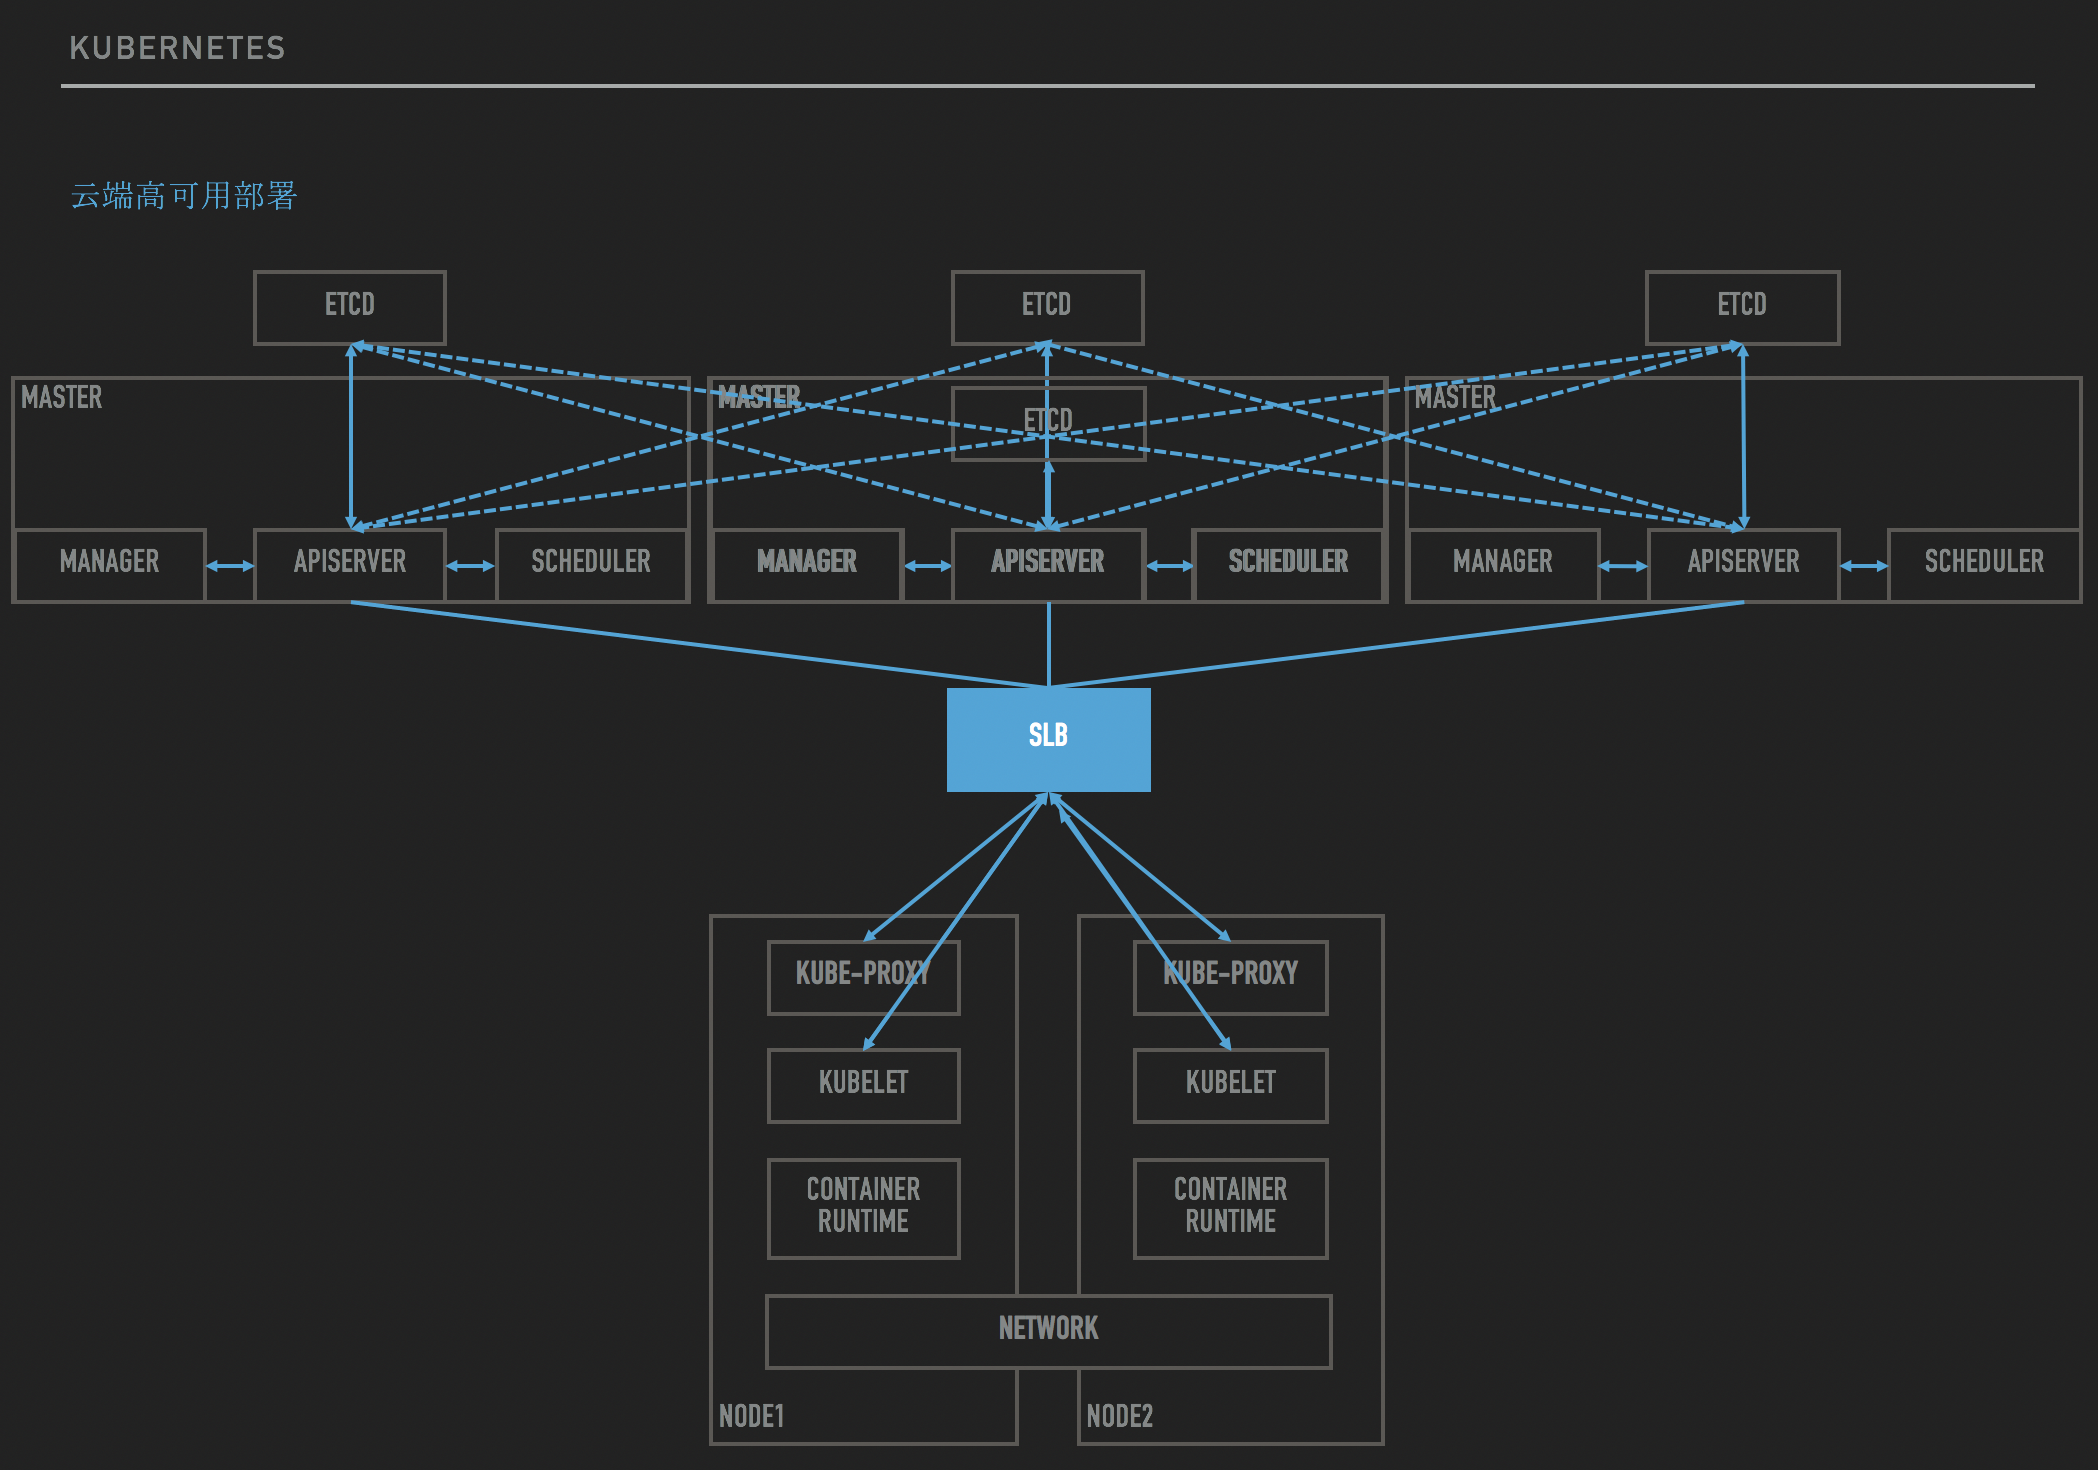 KUBERNETES
云端高可用部署
ETCD
ETCD
ETCD
MASTER
MASTER
MASTER
ETCD
MANAGER
APISERVER
SCHEDULER
MANAGER
APISERVER
SCHEDULER
MANAGER
APISERVER
SCHEDULER
SLB
KUBE-PROXY
KUBE-PROXY
KUBELET
KUBELET
CONTAINER
RUNTIME
CONTAINER
RUNTIME
NETWORK
NODE1
NODE2